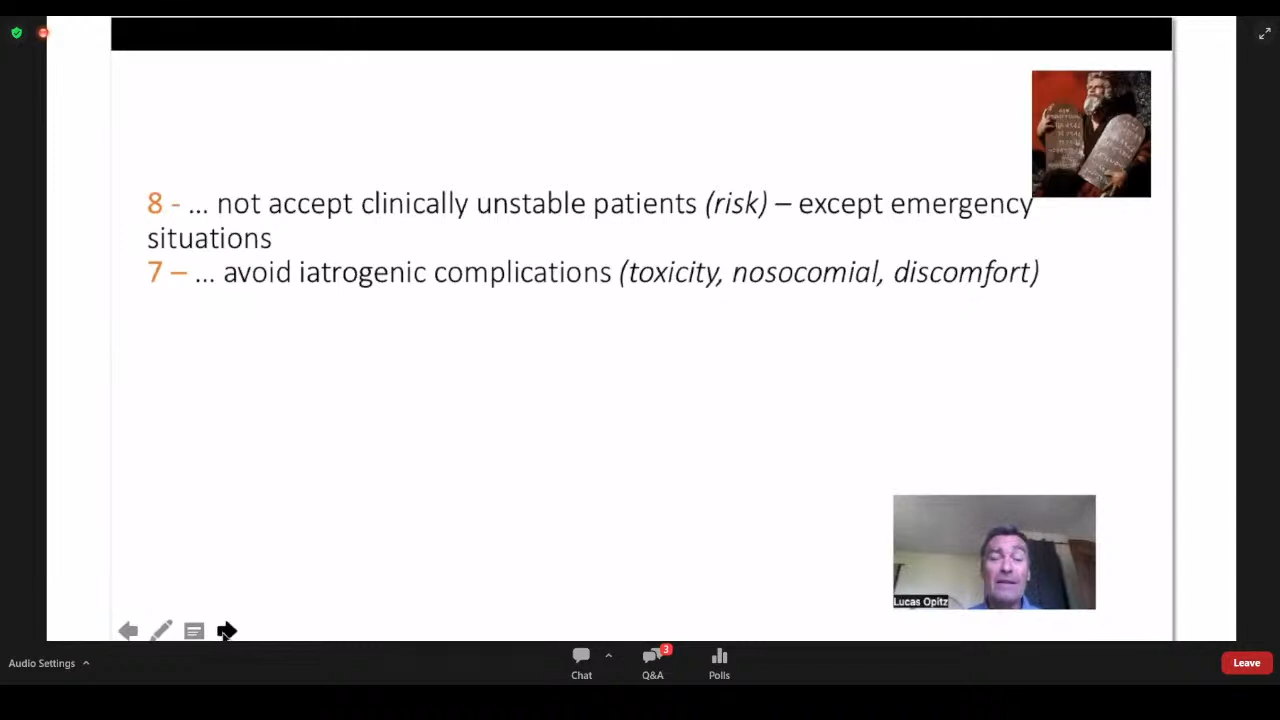 8 - ... not accept clinically unstable patients (risk) – except emergency
situations
7 – ... avoid iatrogenic complications (toxicity, nosocomial, discomfort)
Lucas Opitz
Audio Settings
3
Chat
Q&A
Polls
Leave